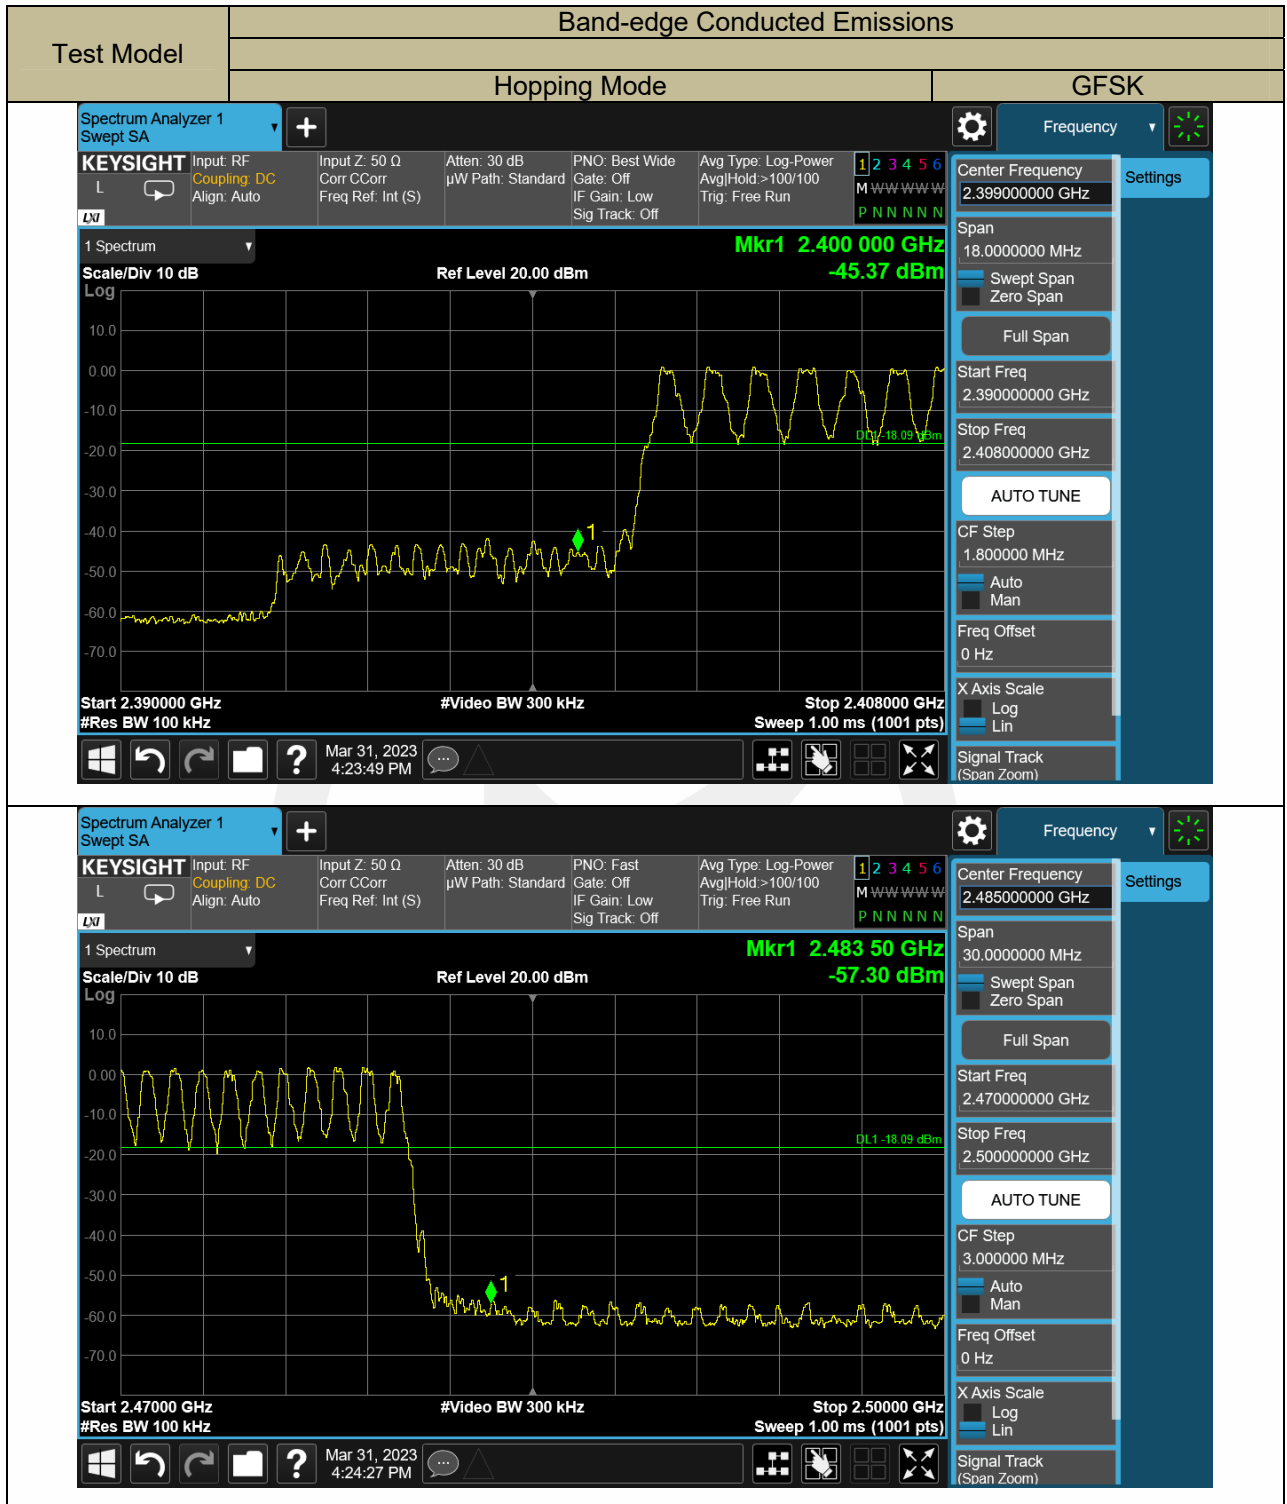 Test Model
Band-edge Conducted Emissions
Hopping Mode
GFSK
Spectrum Analyzer 1
Swept SA
Frequency
KEYSIGHT
L
LXI
Input: RF
Coupling: DC
Align: Auto
Input Z: 50 Ω
Corr CCorr
Freq Ref: Int (S)
Atten: 30 dB
µW Path: Standard
PNO: Best Wide
Gate: Off
IF Gain: Low
Sig Track: Off
Avg Type: Log-Power
Avg|Hold:>100/100
Trig: Free Run
1 2 3 4 5 6
M W W W W W
P N N N N N
1 Spectrum
Scale/Div 10 dB
Log
Ref Level 20.00 dBm
Mkr1 2.400 000 GHz
-45.37 dBm
10.0
0.00
-10.0
-20.0
-30.0
-40.0
-50.0
-60.0
-70.0
DL1 -18.09 dBm
1
Start 2.390000 GHz
#Res BW 100 kHz
#Video BW 300 kHz
Stop 2.408000 GHz
Sweep 1.00 ms (1001 pts)
Mar 31, 2023
4:23:49 PM
Center Frequency
2.399000000 GHz
Settings
Span
18.0000000 MHz
Swept Span
Zero Span
Full Span
Start Freq
2.390000000 GHz
Stop Freq
2.408000000 GHz
AUTO TUNE
CF Step
1.800000 MHz
Auto
Man
Freq Offset
0 Hz
X Axis Scale
Log
Lin
Signal Track
(Span Zoom)
Spectrum Analyzer 1
Swept SA
Frequency
KEYSIGHT
L
LXI
Input: RF
Coupling: DC
Align: Auto
Input Z: 50 Ω
Corr CCorr
Freq Ref: Int (S)
Atten: 30 dB
µW Path: Standard
PNO: Fast
Gate: Off
IF Gain: Low
Sig Track: Off
Avg Type: Log-Power
Avg|Hold:>100/100
Trig: Free Run
1 2 3 4 5 6
M W W W W W
P N N N N N
1 Spectrum
Scale/Div 10 dB
Log
Ref Level 20.00 dBm
Mkr1 2.483 50 GHz
-57.30 dBm
10.0
0.00
-10.0
-20.0
-30.0
-40.0
-50.0
-60.0
-70.0
DL1 -18.09 dBm
1
Start 2.47000 GHz
#Res BW 100 kHz
#Video BW 300 kHz
Stop 2.50000 GHz
Sweep 1.00 ms (1001 pts)
Mar 31, 2023
4:24:27 PM
Center Frequency
2.485000000 GHz
Settings
Span
30.0000000 MHz
Swept Span
Zero Span
Full Span
Start Freq
2.470000000 GHz
Stop Freq
2.500000000 GHz
AUTO TUNE
CF Step
3.000000 MHz
Auto
Man
Freq Offset
0 Hz
X Axis Scale
Log
Lin
Signal Track
(Span Zoom)